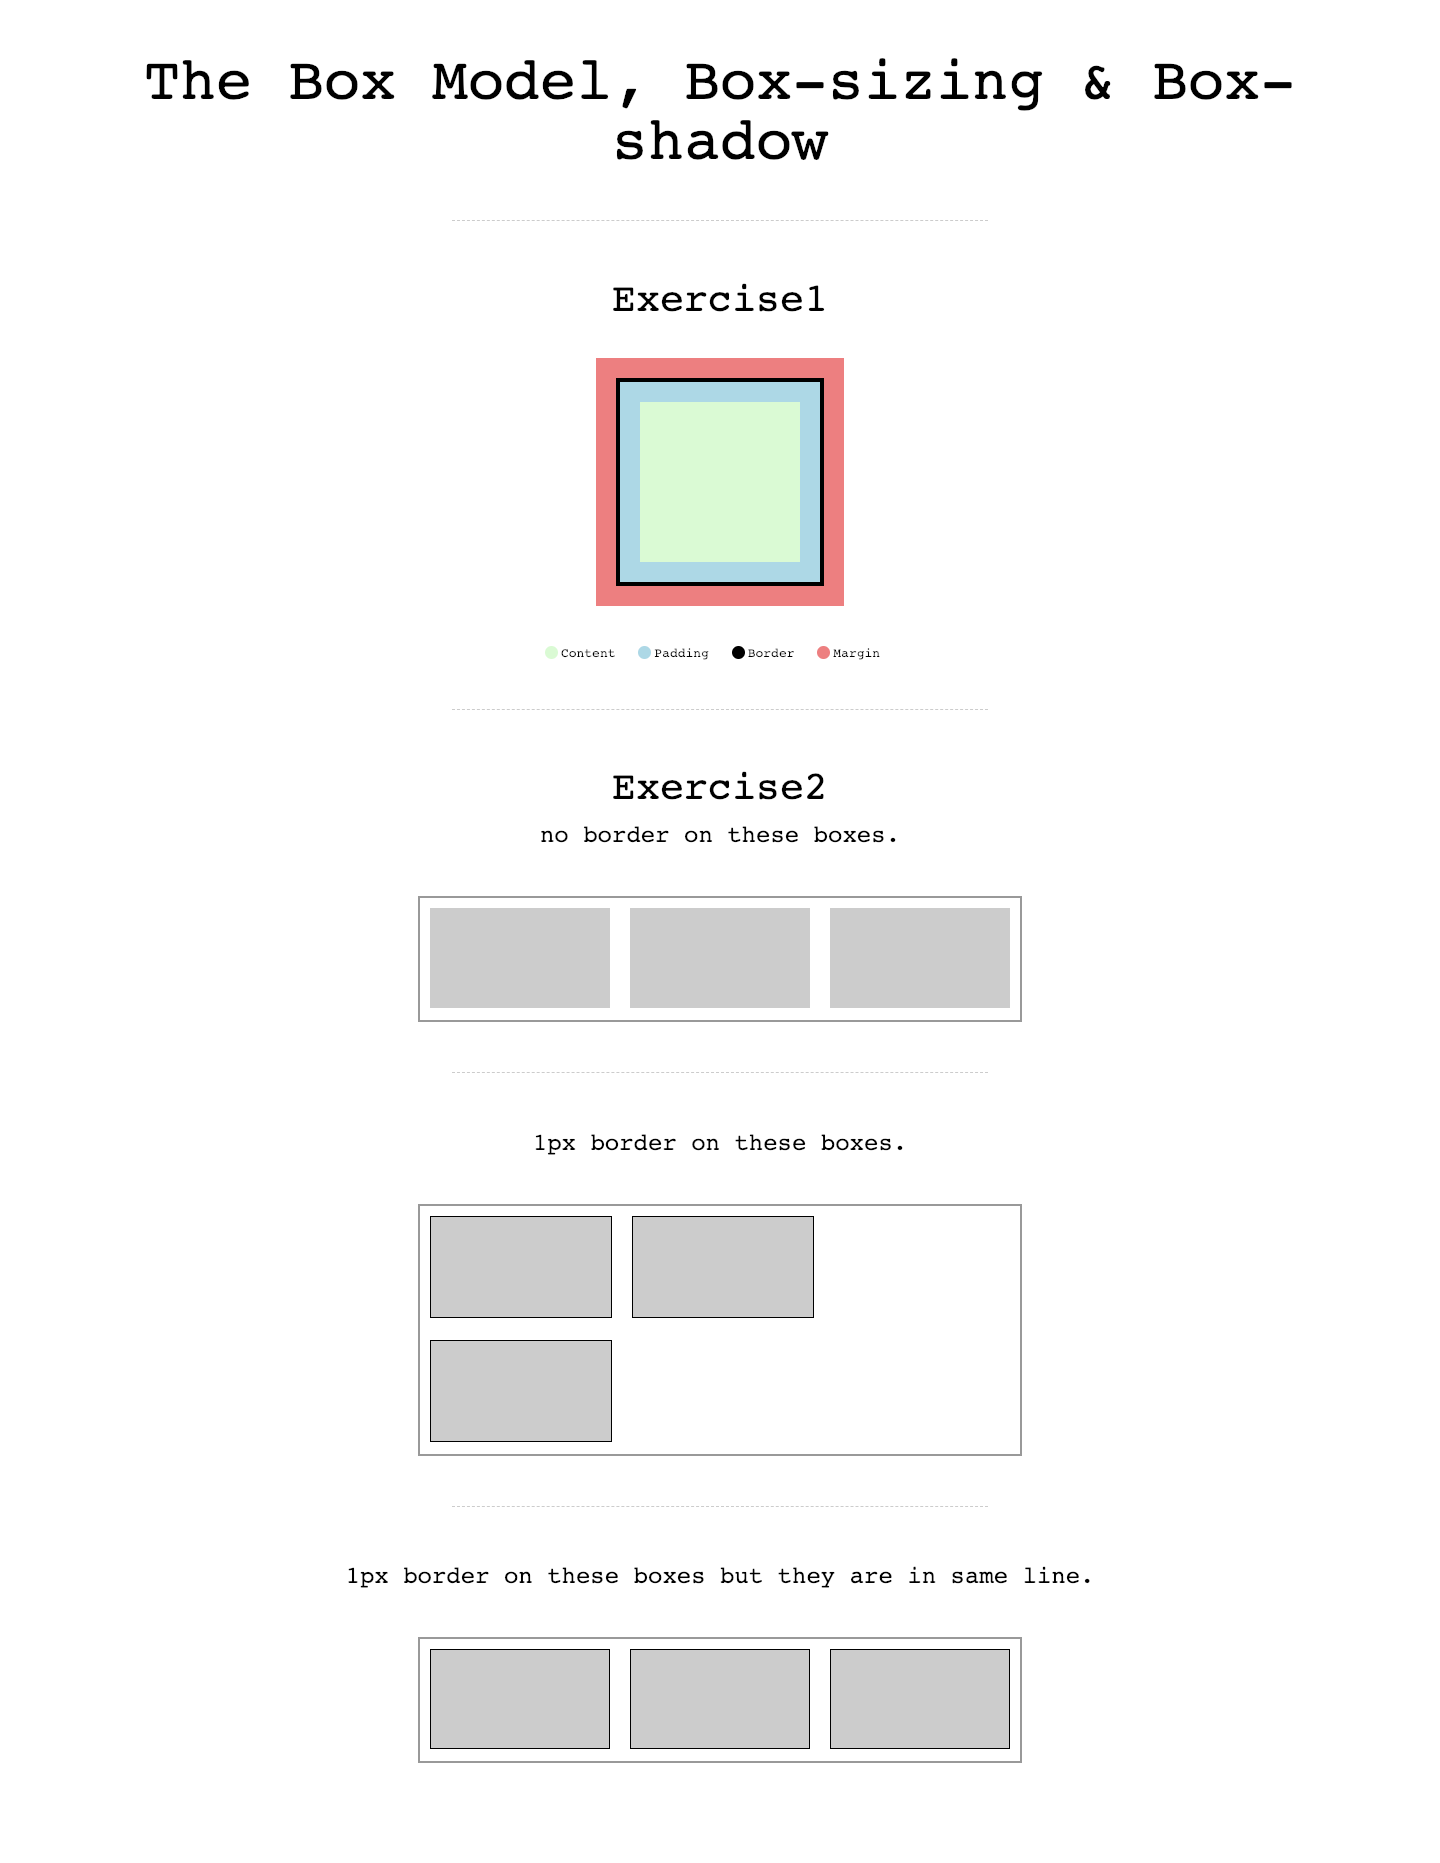 The Box Model, Box-sizing & Box-
shadow
Exercise1
Content Padding Border Margin
Exercise2
no border on these boxes.
1px border on these boxes.
1px border on these boxes but they are in same line.